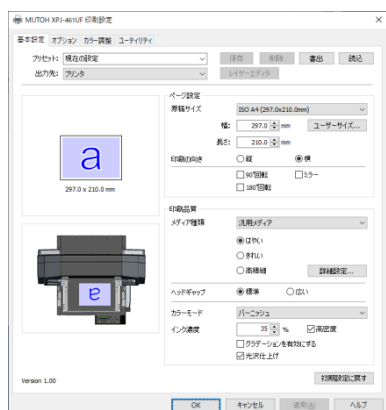 MUTOH XPJ-461UF 印刷設定
基本設定 オプション カラー調整 ユーティリティ
プリセット: 現在の設定 保存 削除 書出 読込
出力先: プリンタ レイヤーエディタ
a
297.0 x 210.0 mm
a
Version 1.00
ページ設定
原稿サイズ ISO A4 (297.0x210.0mm)
幅: 297.0 mm ユーザーサイズ...
長さ: 210.0 mm
印刷の向き 縦 横
90°回転 ミラー
180°回転
印刷品質
メディア種類 汎用メディア
はやい
きれい
高精細 詳細設定...
ヘッドギャップ 標準 広い
カラーモード バーニッシュ
インク濃度 35 % 高密度
グラデーションを有効にする
光沢仕上げ
初期設定に戻す
OK キャンセル 適用(A) ヘルプ